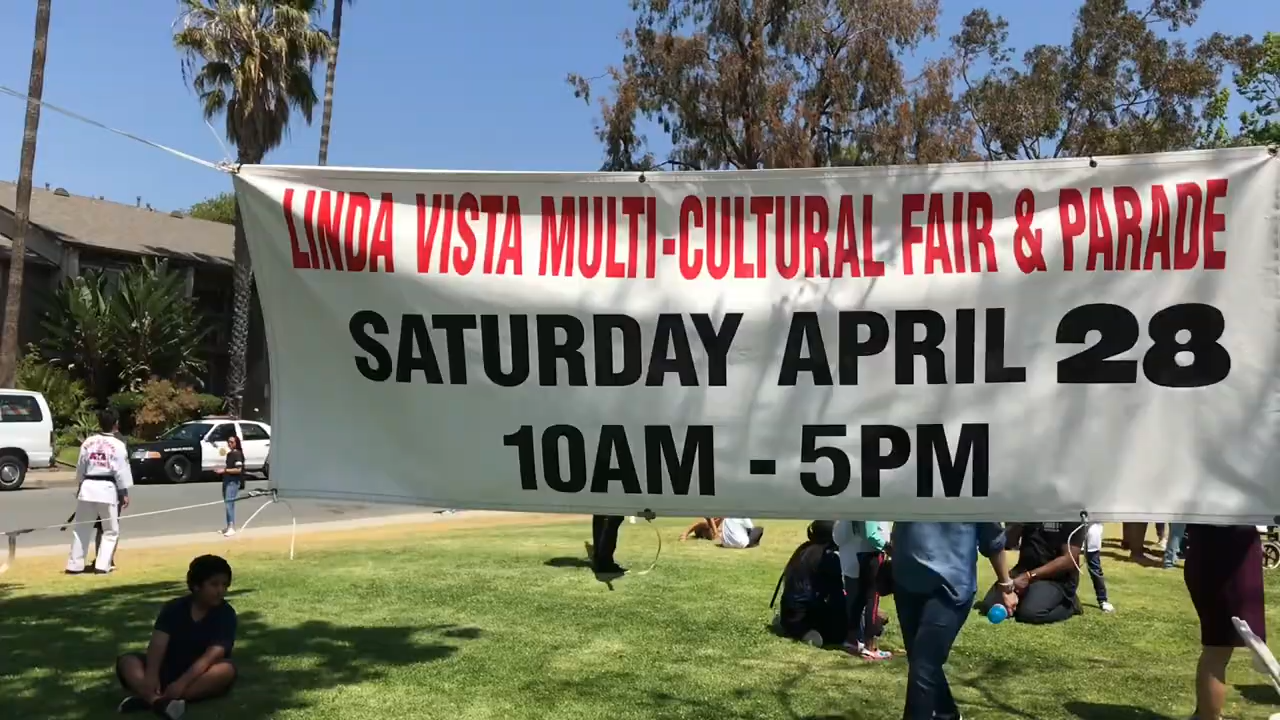 LINDA VISTA MULTI-CULTURAL FAIR & PARADE
SATURDAY APRIL 28
10AM - 5PM